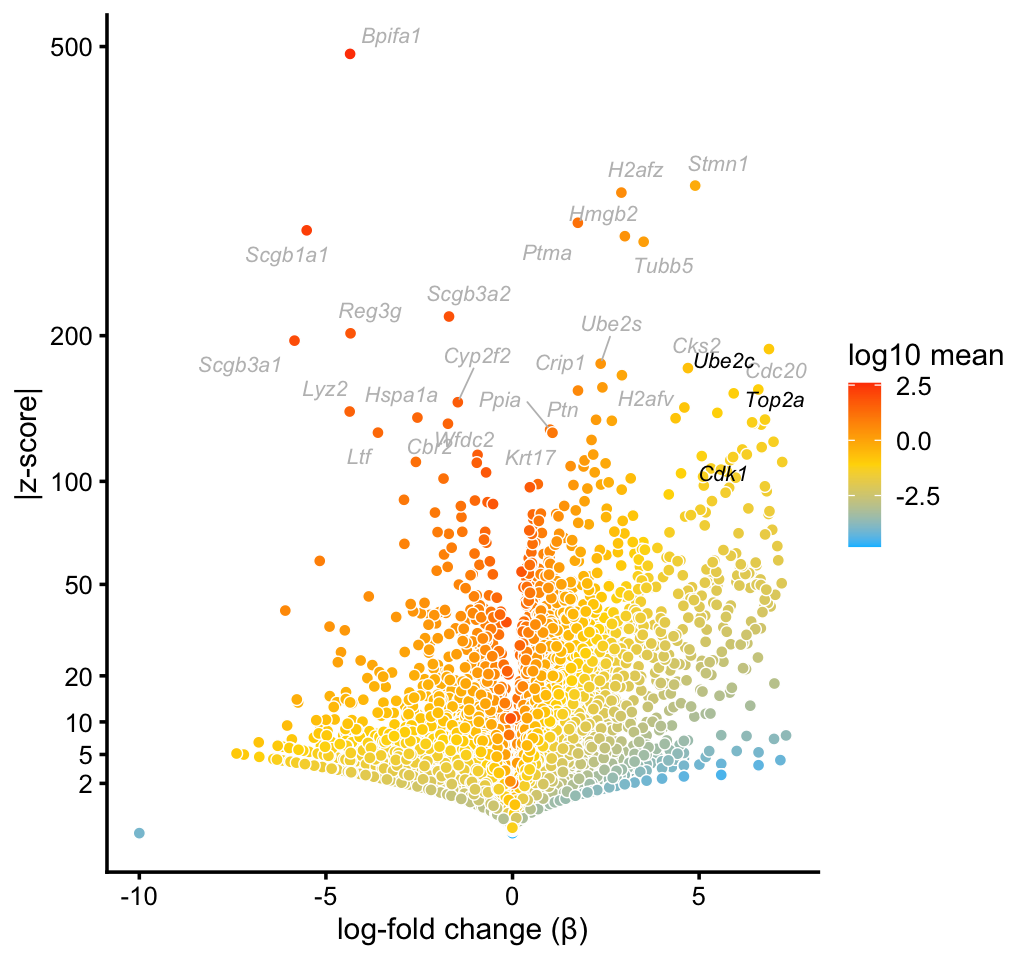 Bpifa1
500
Stmn1
H2afz
Hmgb2
Ptma
Tubb5
Scgb1a1
Scgb3a2
Reg3g
Ube2s
200
Cks2
Ube2c
Cdc20
Scgb3a1
Cyp2f2
Crip1
Lyz2
Hspa1a
Ppia
Ptn
H2afv
Top2a
Cbr2
Wfdc2
Ltf
Krt17
Cdk1
100
50
20
10
5
2
|z-score|
-10
-5
0
5
log-fold change (β)
log10 mean
2.5
0.0
-2.5